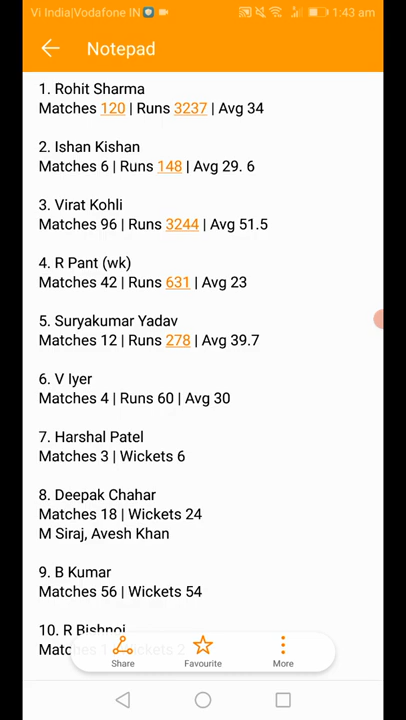 Vi India|Vodafone IN 1:43 am
Notepad
1. Rohit Sharma
Matches 120 | Runs 3237 | Avg 34
2. Ishan Kishan
Matches 6 | Runs 148 | Avg 29. 6
3. Virat Kohli
Matches 96 | Runs 3244 | Avg 51.5
4. R Pant (wk)
Matches 42 | Runs 631 | Avg 23
5. Suryakumar Yadav
Matches 12 | Runs 278 | Avg 39.7
6. V Iyer
Matches 4 | Runs 60 | Avg 30
7. Harshal Patel
Matches 3 | Wickets 6
8. Deepak Chahar
Matches 18 | Wickets 24
M Siraj, Avesh Khan
9. B Kumar
Matches 56 | Wickets 54
10. R Bishnoi
Matches 1 | Wickets 2
Share Favourite More